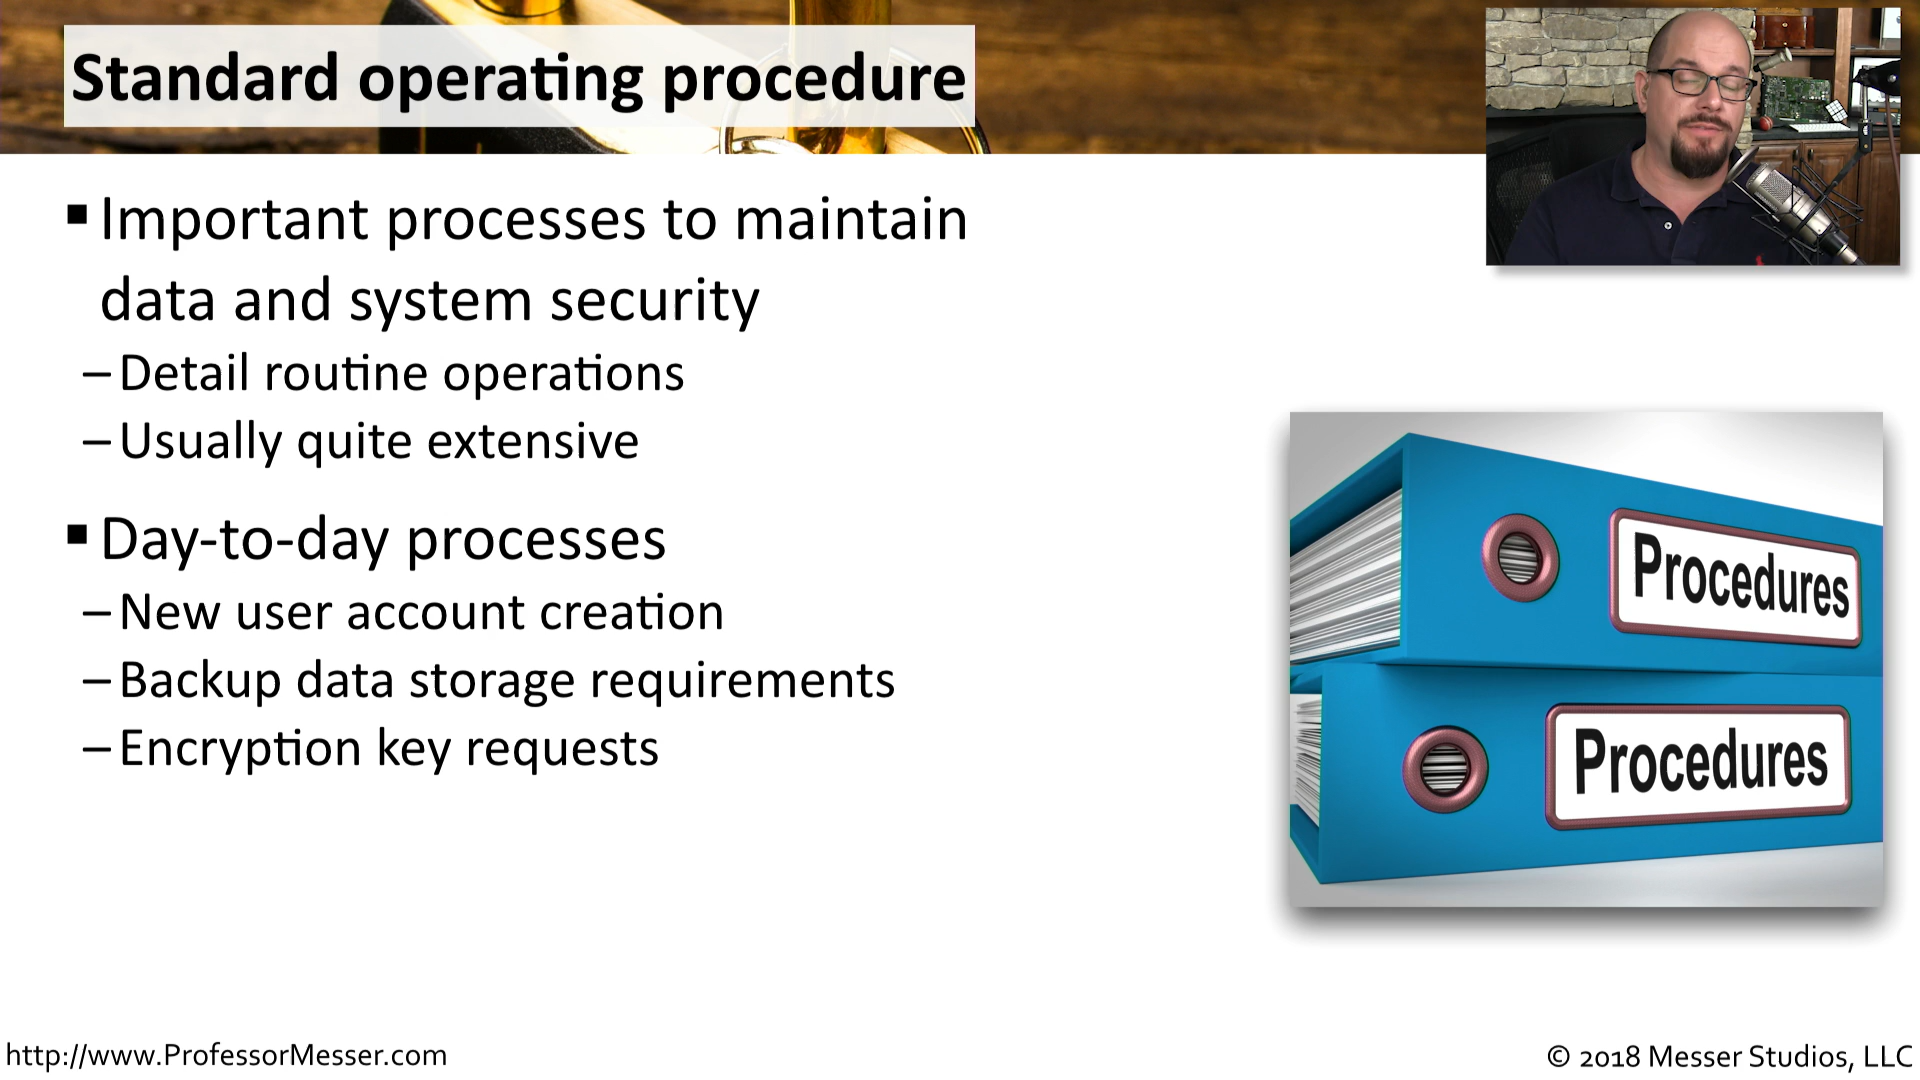 Standard operating procedure
▪ Important processes to maintain
data and system security
– Detail routine operations
– Usually quite extensive
▪ Day-to-day processes
– New user account creation
– Backup data storage requirements
– Encryption key requests
Procedures
Procedures
http://www.ProfessorMesser.com
© 2018 Messer Studios, LLC